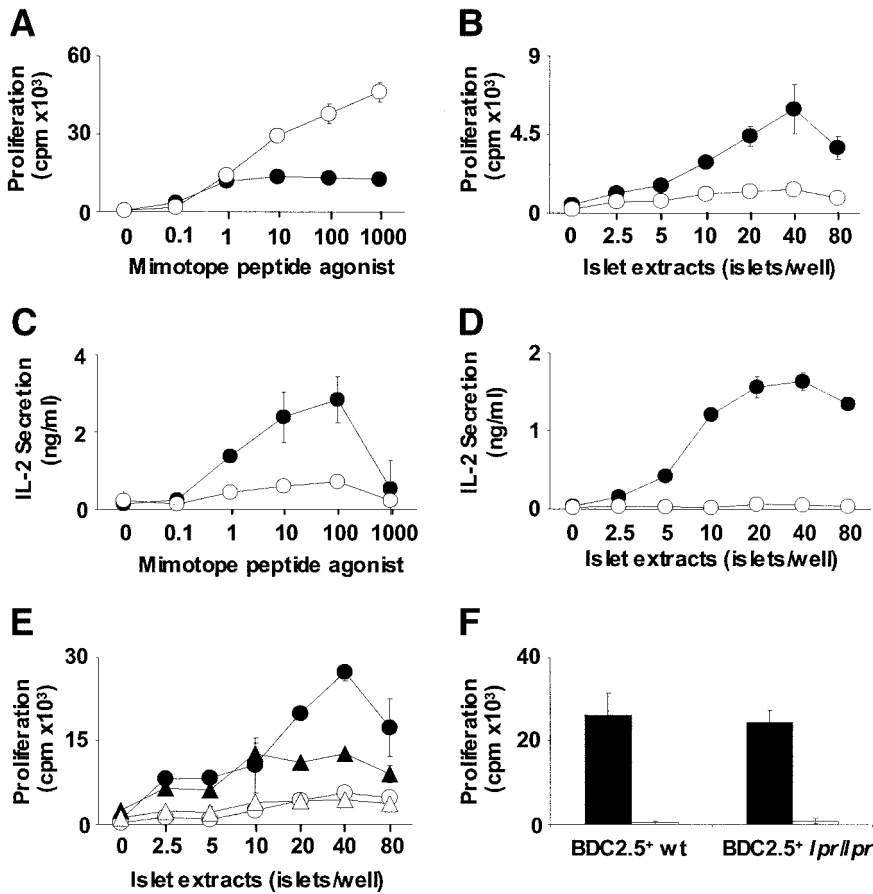 A
Proliferation
(cpm x10³)
60
30
0
0 0.1 1 10 100 1000
Mimotope peptide agonist
B
Proliferation
(cpm x10³)
9
4.5
0
0 2.5 5 10 20 40 80
Islet extracts (islets/well)
C
IL-2 Secretion
(ng/ml)
4
2
0
0 0.1 1 10 100 1000
Mimotope peptide agonist
D
IL-2 Secretion
(ng/ml)
2
1
0
0 2.5 5 10 20 40 80
Islet extracts (islets/well)
E
Proliferation
(cpm x10³)
30
15
0
0 2.5 5 10 20 40 80
Islet extracts (islets/well)
F
Proliferation
(cpm x10³)
40
20
0
BDC2.5⁺ wt BDC2.5⁺ lpr/lpr